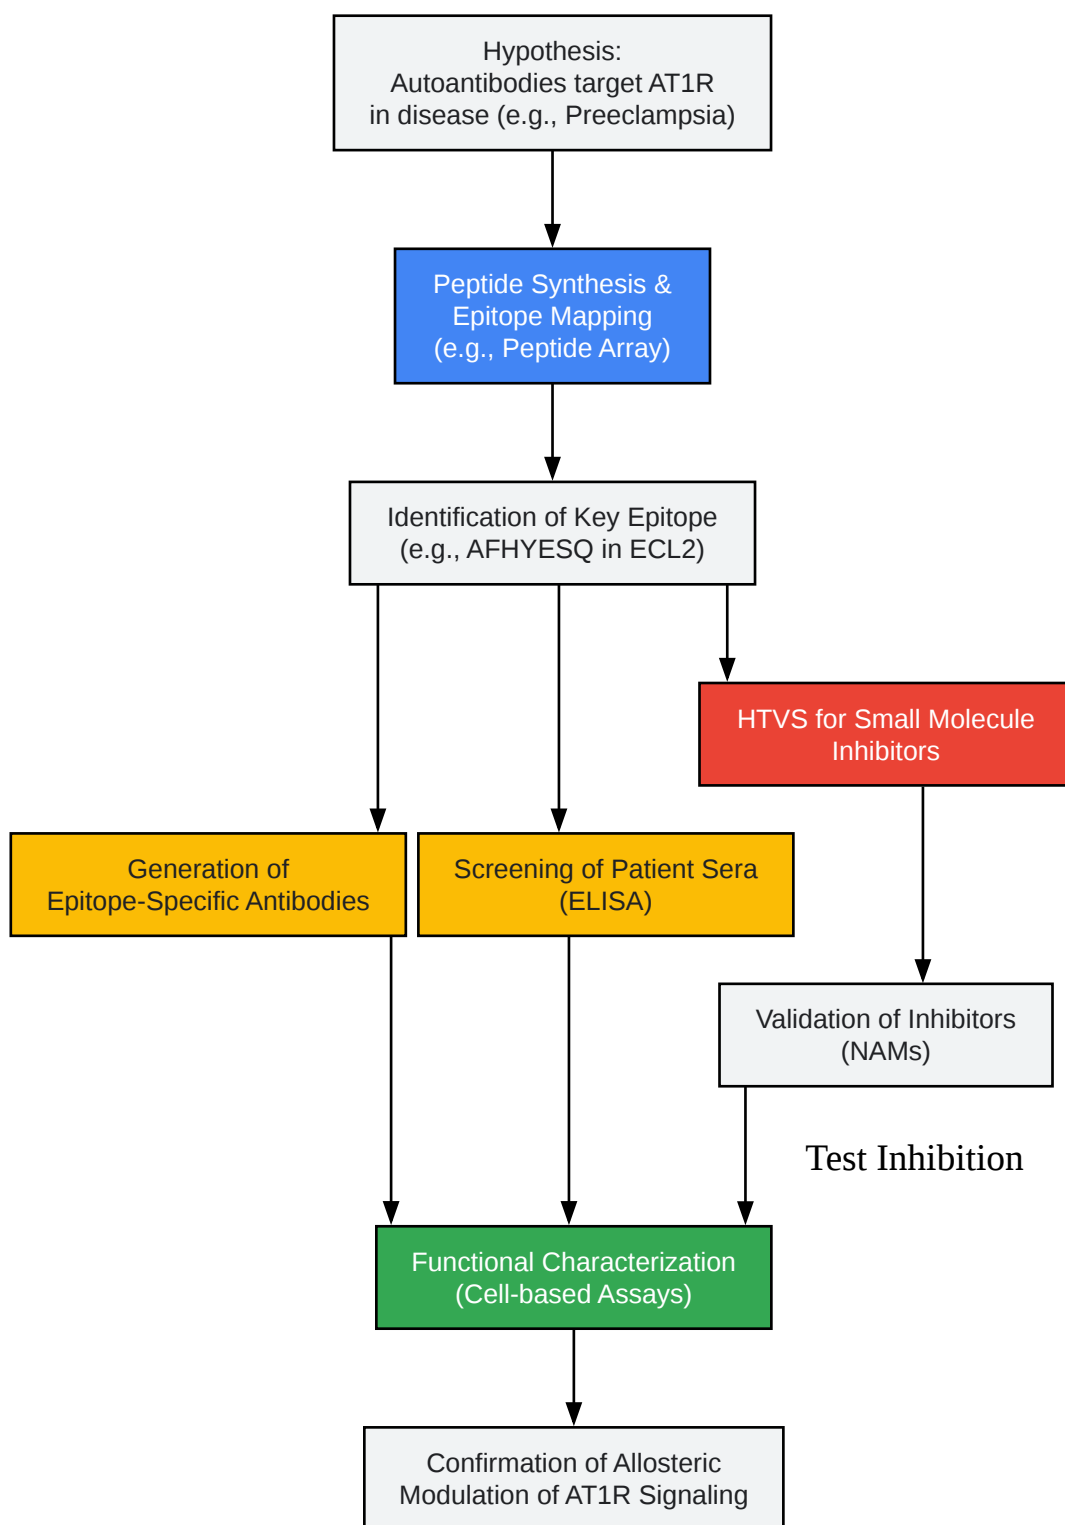 Hypothesis:
Autoantibodies target AT1R
in disease (e.g., Preeclampsia)
Peptide Synthesis &
Epitope Mapping
(e.g., Peptide Array)
Identification of Key Epitope
(e.g., AFHYESQ in ECL2)
HTVS for Small Molecule
Inhibitors
Generation of
Epitope-Specific Antibodies
Screening of Patient Sera
(ELISA)
Validation of Inhibitors
(NAMs)
Test Inhibition
Functional Characterization
(Cell-based Assays)
Confirmation of Allosteric
Modulation of AT1R Signaling